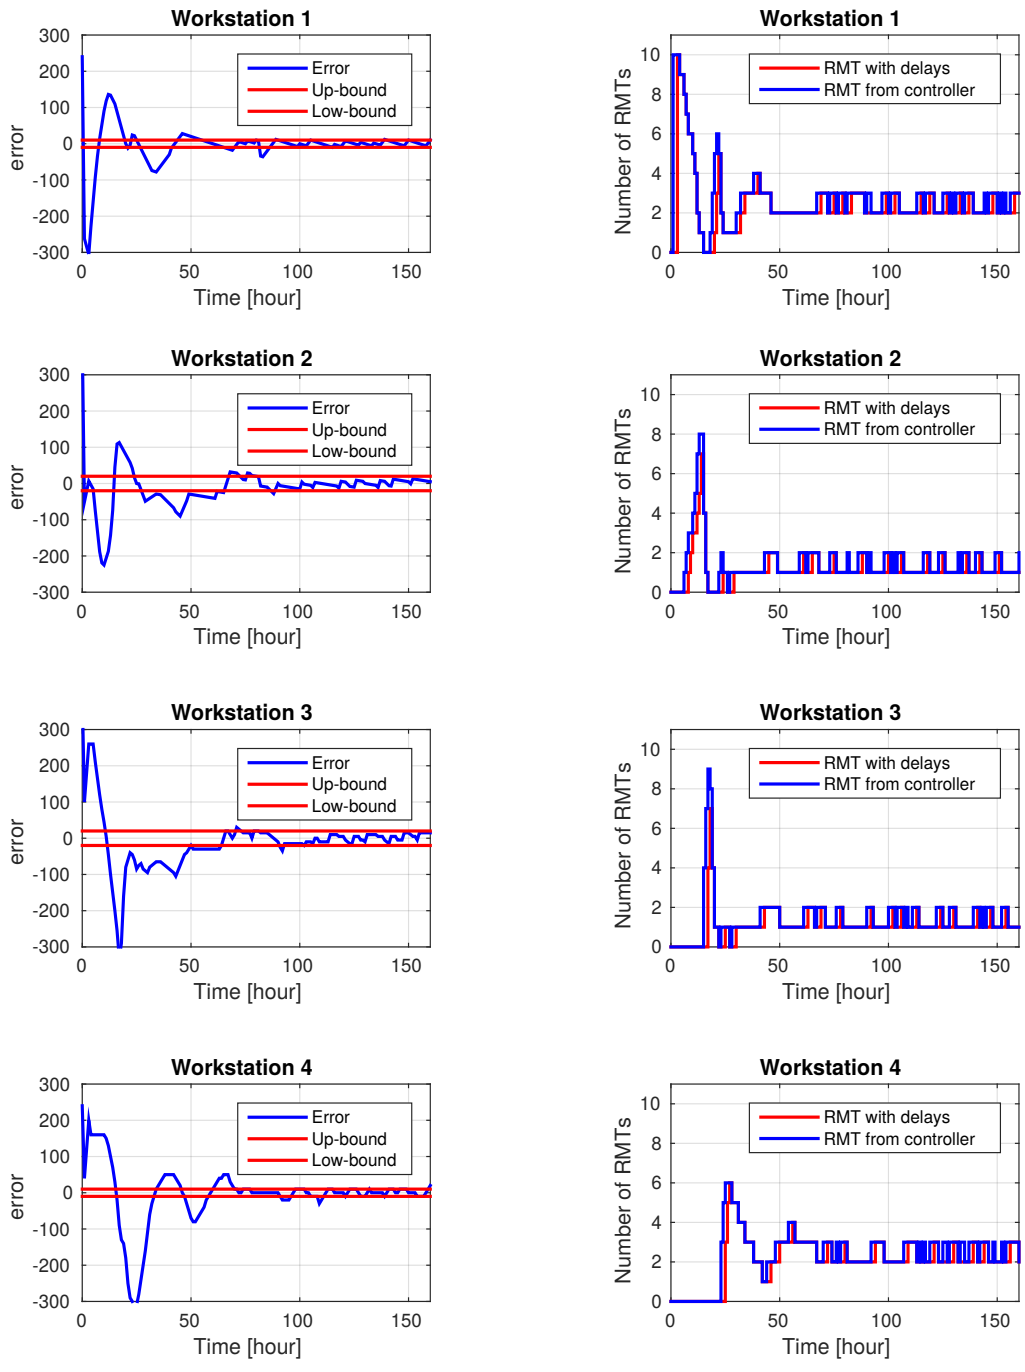 Workstation 1
300
200
100
0
-100
-200
-300
error
Error
Up-bound
Low-bound
0
50
100
150
Time [hour]
Workstation 1
10
8
6
4
2
0
Number of RMTs
RMT with delays
RMT from controller
0
50
100
150
Time [hour]
Workstation 2
300
200
100
0
-100
-200
-300
error
Error
Up-bound
Low-bound
0
50
100
150
Time [hour]
Workstation 2
10
8
6
4
2
0
Number of RMTs
RMT with delays
RMT from controller
0
50
100
150
Time [hour]
Workstation 3
300
200
100
0
-100
-200
-300
error
Error
Up-bound
Low-bound
0
50
100
150
Time [hour]
Workstation 3
10
8
6
4
2
0
Number of RMTs
RMT with delays
RMT from controller
0
50
100
150
Time [hour]
Workstation 4
300
200
100
0
-100
-200
-300
error
Error
Up-bound
Low-bound
0
50
100
150
Time [hour]
Workstation 4
10
8
6
4
2
0
Number of RMTs
RMT with delays
RMT from controller
0
50
100
150
Time [hour]